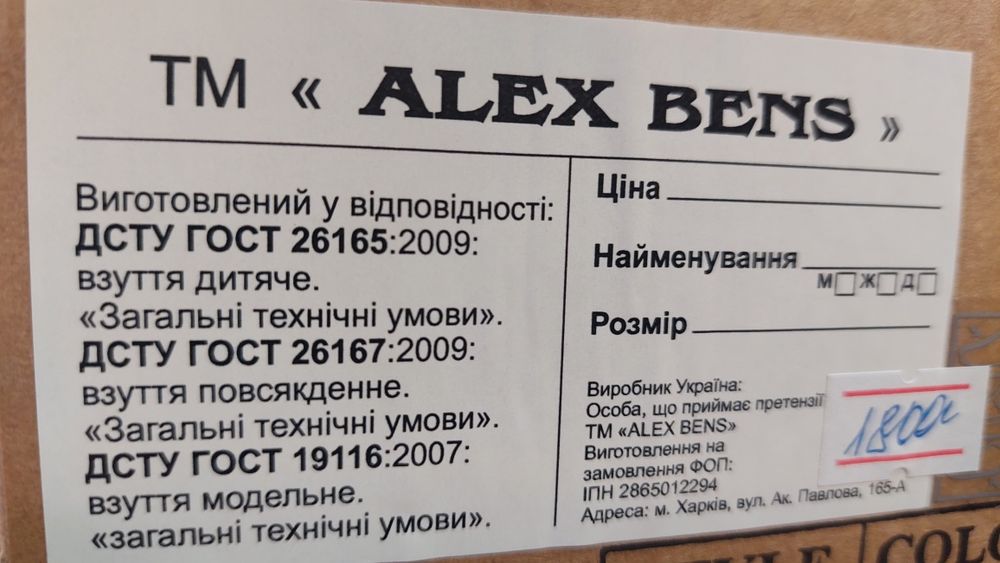 ТМ « ALEX BENS »
Виготовлений у відповідності:
ДСТУ ГОСТ 26165:2009:
взуття дитяче.
«Загальні технічні умови».
ДСТУ ГОСТ 26167:2009:
взуття повсякденне.
«Загальні технічні умови».
ДСТУ ГОСТ 19116:2007:
взуття модельне.
«загальні технічні умови».
Ціна
Найменування
м ж д
Розмір
Виробник Україна:
Особа, що приймає претензії
ТМ «ALEX BENS»
Виготовлення на
замовлення ФОП:
ІПН 2865012294
Адреса: м. Харків, вул. Ак. Павлова, 165-А